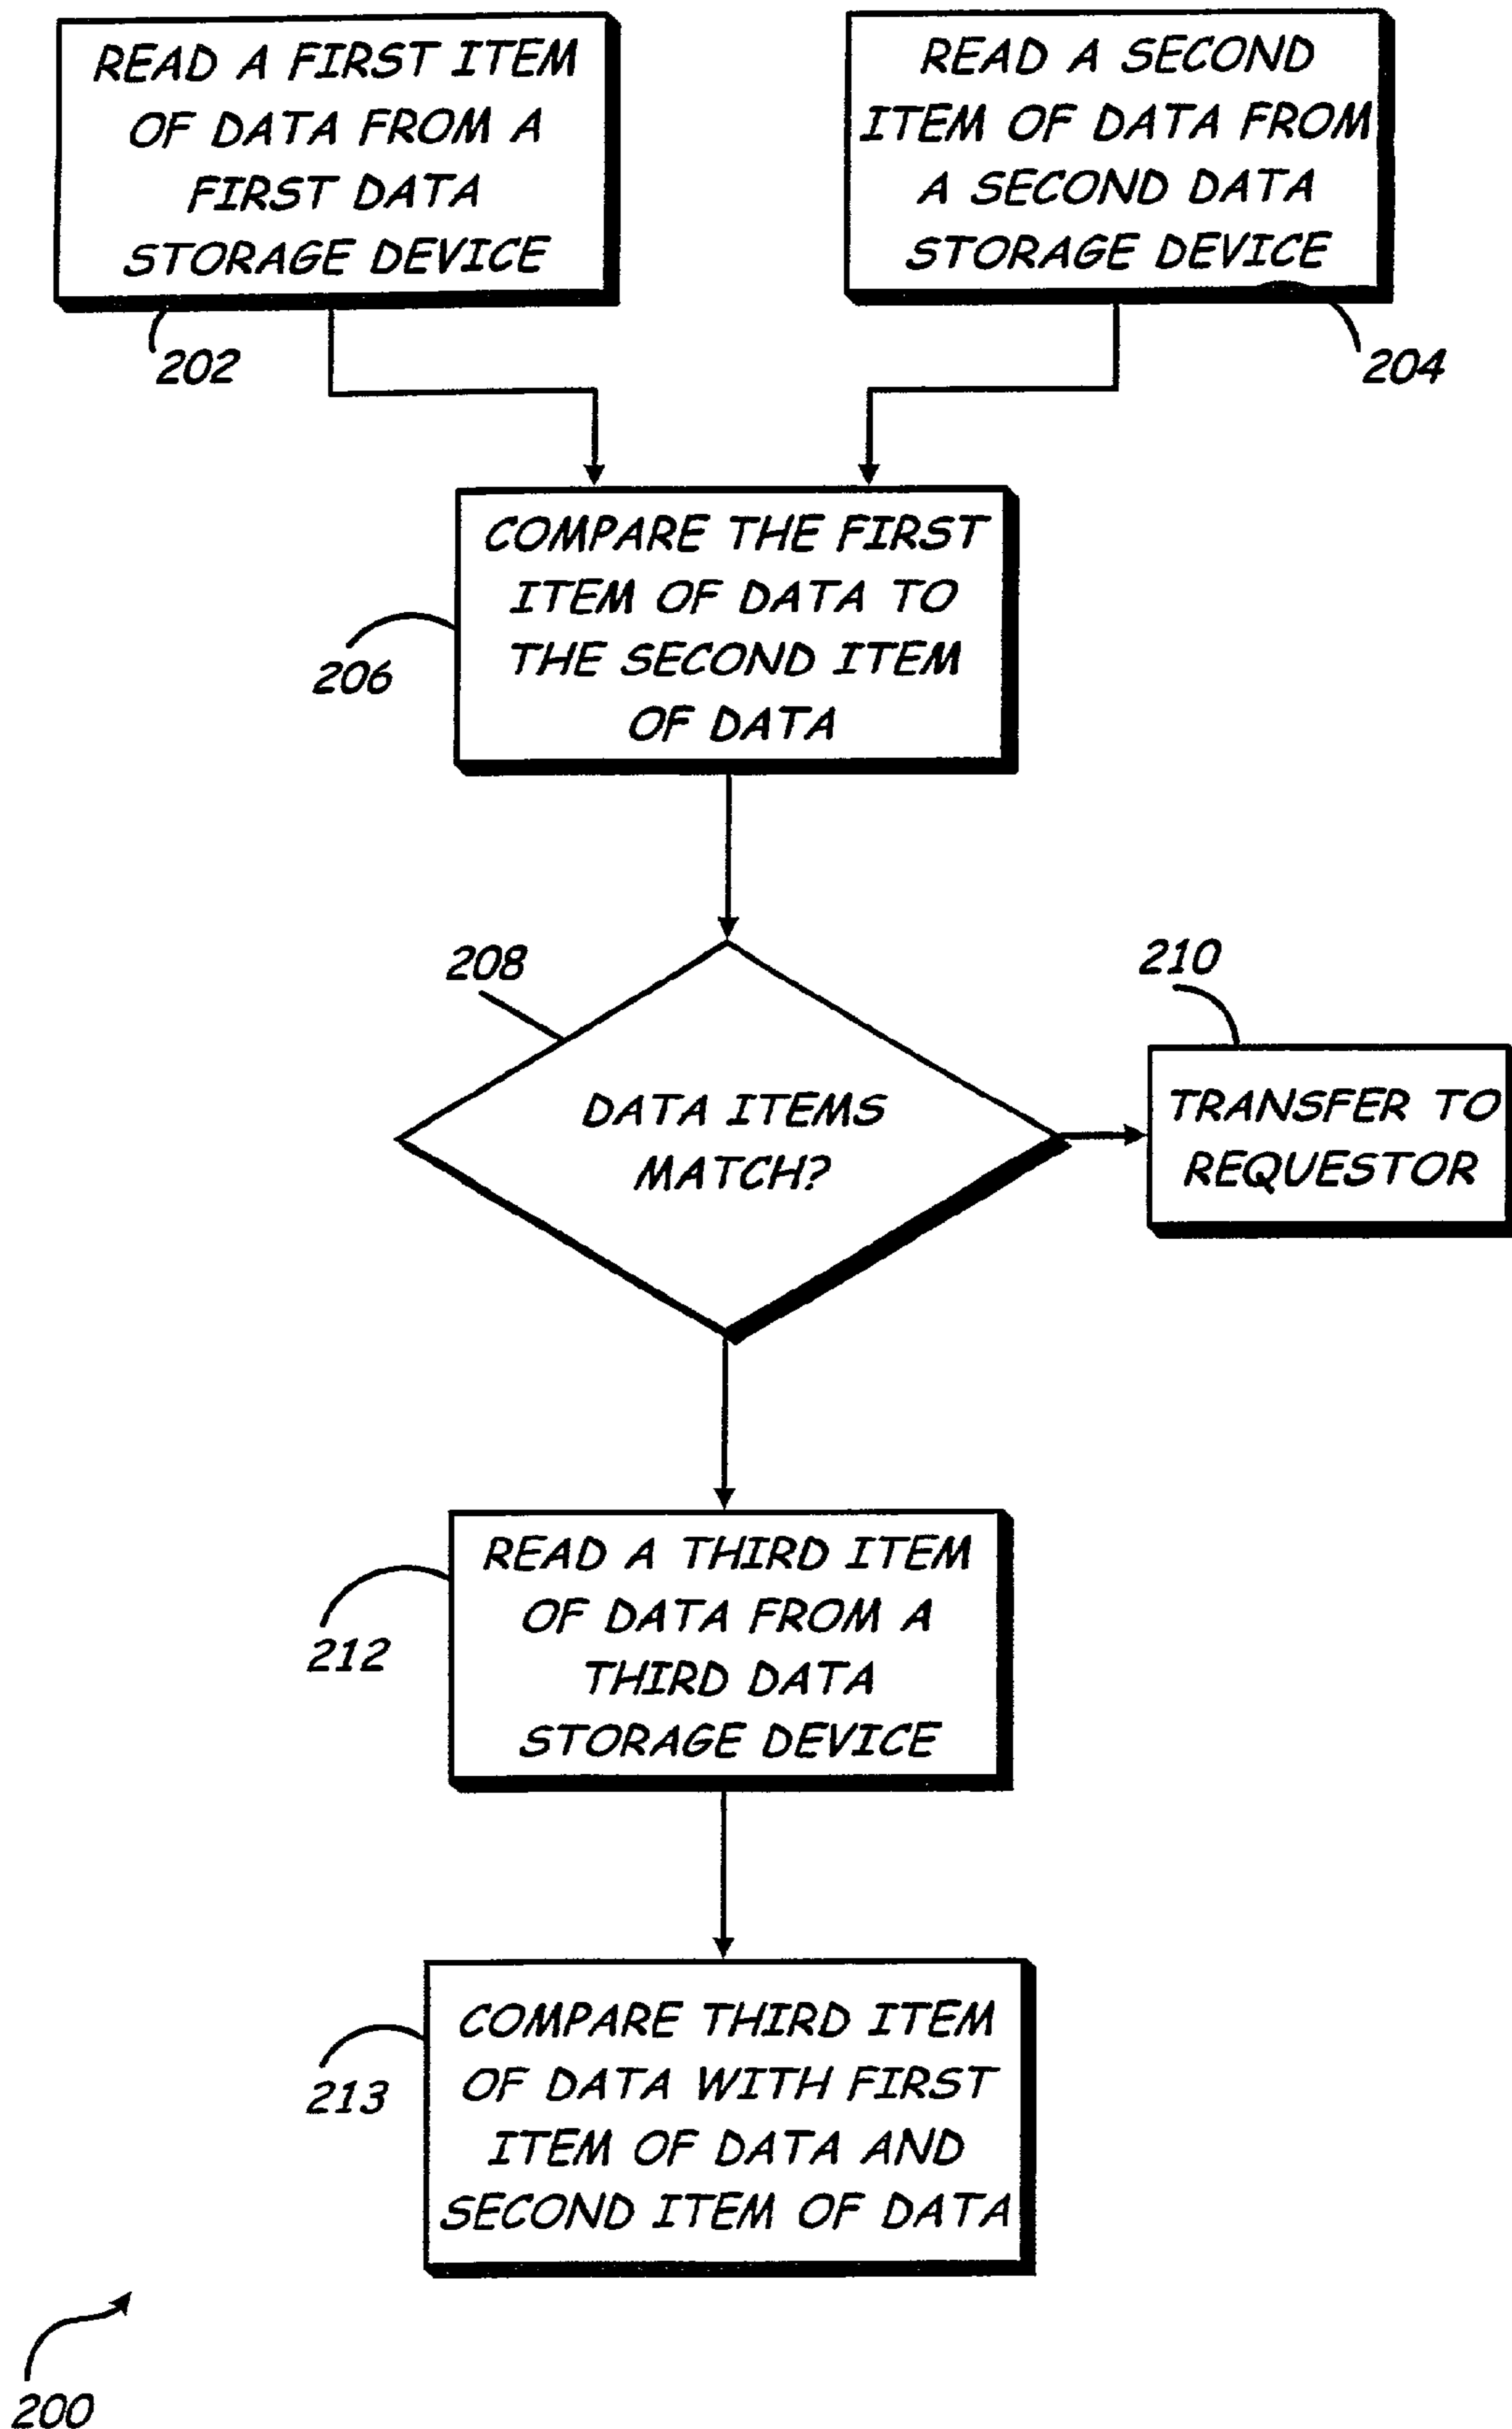 READ A FIRST ITEM
OF DATA FROM A
FIRST DATA
STORAGE DEVICE
202
READ A SECOND
ITEM OF DATA FROM
A SECOND DATA
STORAGE DEVICE
204
COMPARE THE FIRST
ITEM OF DATA TO
THE SECOND ITEM
OF DATA
206
208
DATA ITEMS
MATCH?
210
TRANSFER TO
REQUESTOR
READ A THIRD ITEM
OF DATA FROM A
THIRD DATA
STORAGE DEVICE
212
COMPARE THIRD ITEM
OF DATA WITH FIRST
ITEM OF DATA AND
SECOND ITEM OF DATA
213
200